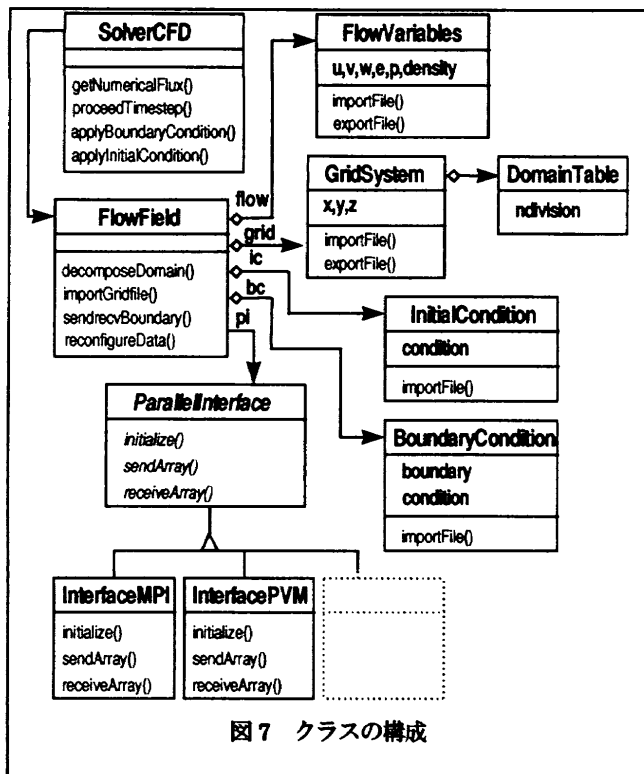 SolverCFD
getNumericalFlux()
proceedTimestep()
applyBoundaryCondition()
applyInitialCondition()
FlowVariables
u,v,w,e,p,density
importFile()
exportFile()
GridSystem
x,y,z
importFile()
exportFile()
DomainTable
ndivision
FlowField
decomposeDomain()
importGridfile()
sendrecvBoundary()
reconfigureData()
flow
grid
ic
bc
pi
InitialCondition
condition
importFile()
ParallelInterface
initialize()
sendArray()
receiveArray()
BoundaryCondition
boundary
condition
importFile()
InterfaceMPI
initialize()
sendArray()
receiveArray()
InterfacePVM
initialize()
sendArray()
receiveArray()
図7 クラスの構成